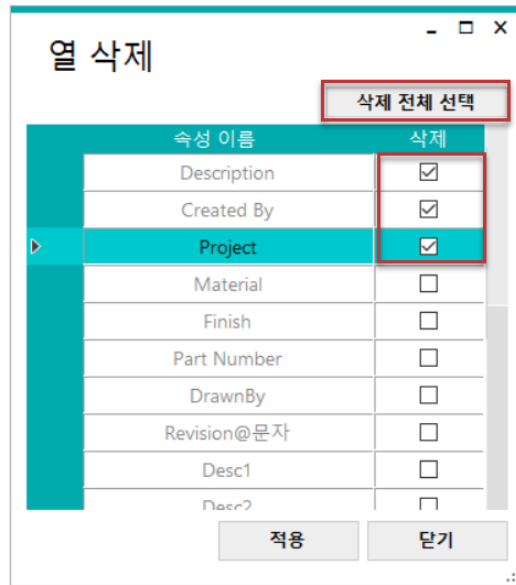 열 삭제
삭제 전체 선택
속성 이름 삭제
Description
Created By
Project
Material
Finish
Part Number
DrawnBy
Revision@문자
Desc1
Desc2
적용 닫기